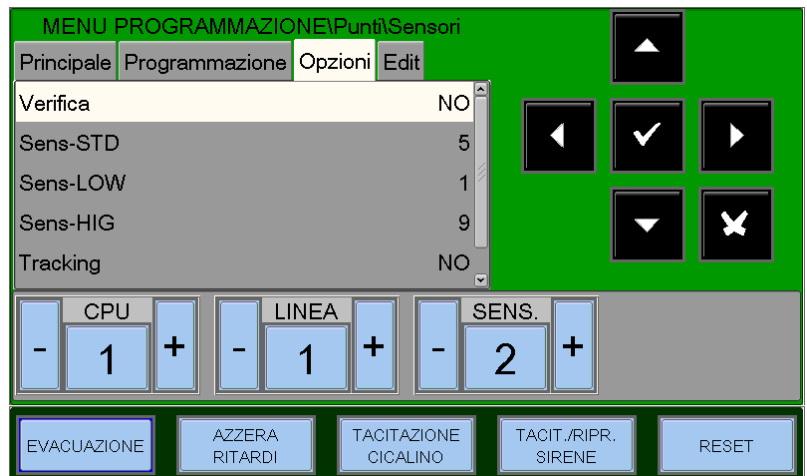 MENU PROGRAMMAZIONE\Punti\Sensori
Principale Programmazione Opzioni Edit
Verifica NO
Sens-STD 5
Sens-LOW 1
Sens-HIG 9
Tracking NO
CPU LINEA SENS.
- 1 + - 1 + - 2 +
EVACUAZIONE
AZZERA
RITARDI
TACITAZIONE
CICALINO
TACIT./RIPR.
SIRENE
RESET